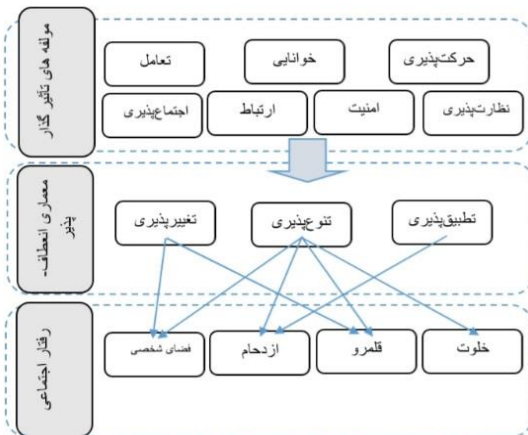 مولفه های تاثیر گذار
حرکت‌پذیری
خوانایی
تعامل
نظارت‌پذیری
امنیت
ارتباط
اجتماع‌پذیری
معماری انعطاف-
پذیر
تطبیق‌پذیری
تنوع‌پذیری
تغییرپذیری
رفتار اجتماعی
خلوت
قلمرو
ازدحام
فضای شخصی